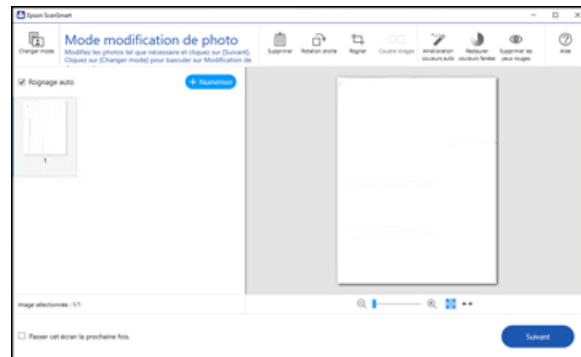 Epson ScanSmart
Changer mode
Mode modification de photo
Modifiez les photos tel que nécessaire et cliquez sur [Suivant].
Cliquez sur [Changer mode] pour basculer sur Modification de
Supprimer
Rotation droite
Rogner
Coudre images
Amélioration couleurs auto
Restaurer couleurs fanées
Supprimer les yeux rouges
Aide
Rognage auto
+ Numériser
1
Image sélectionnée : 1/1
Passer cet écran la prochaine fois.
Suivant